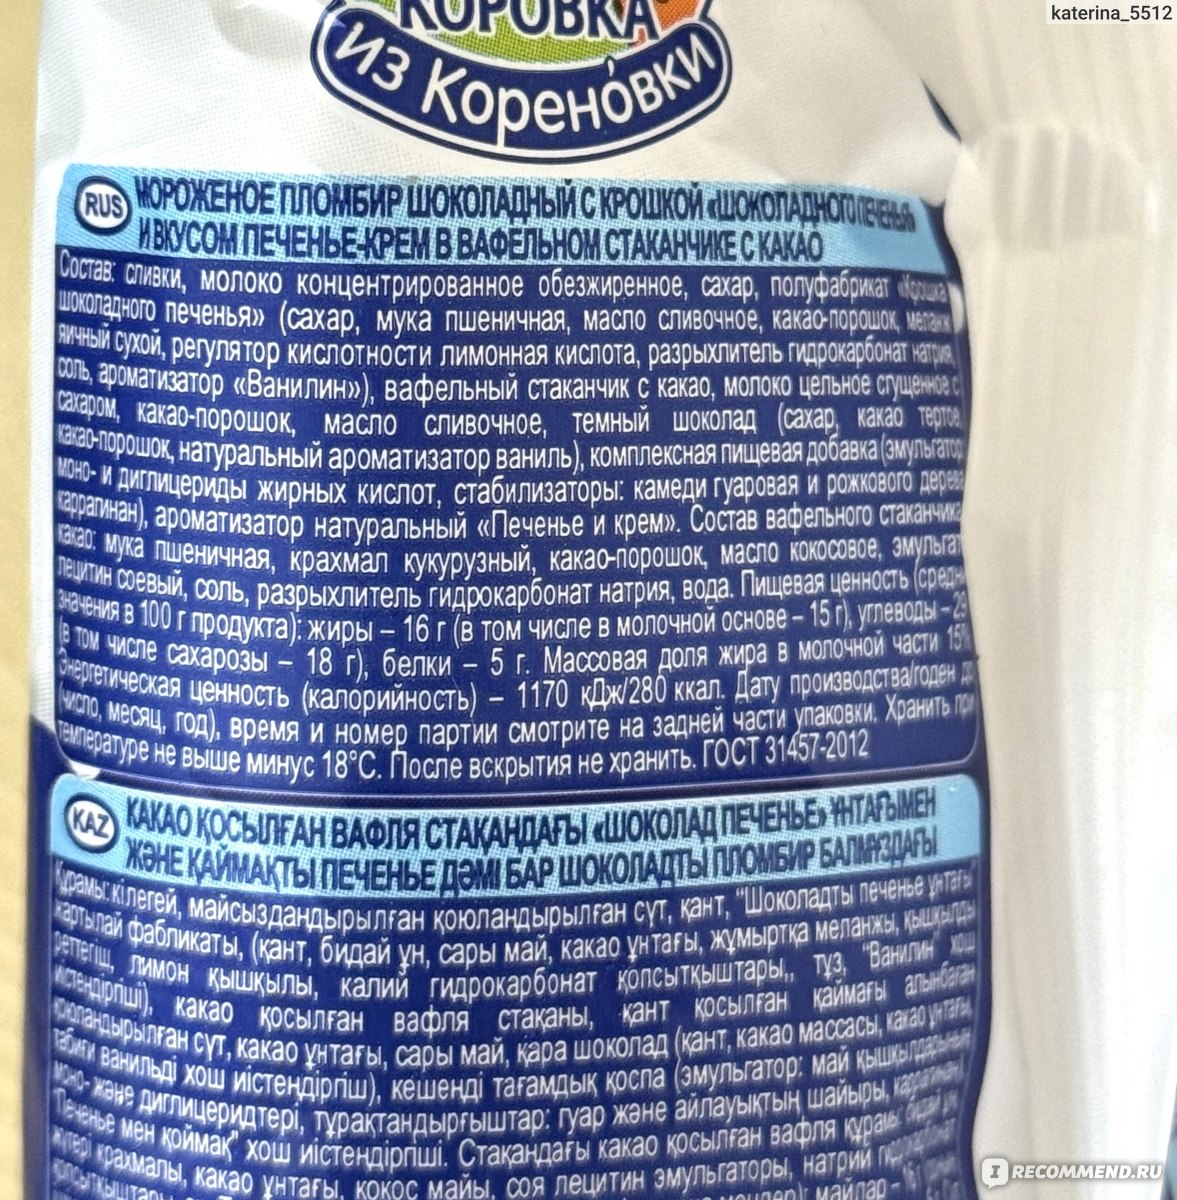 katerina_5512
КОРОВКА
ИЗ КОРЕНО́ВКИ
RUS
МОРОЖЕНОЕ ПЛОМБИР ШОКОЛАДНЫЙ С КРОШКОЙ «ШОКОЛАДНОГО ПЕЧЕНЬЯ»
И ВКУСОМ ПЕЧЕНЬЕ-КРЕМ В ВАФЕЛЬНОМ СТАКАНЧИКЕ С КАКАО
Состав: сливки, молоко концентрированное обезжиренное, сахар, полуфабрикат «Крошка
шоколадного печенья» (сахар, мука пшеничная, масло сливочное, какао-порошок, меланж
яичный сухой, регулятор кислотности лимонная кислота, разрыхлитель гидрокарбонат натрия,
соль, ароматизатор «Ванилин»), вафельный стаканчик с какао, молоко цельное сгущенное с
сахаром, какао-порошок, масло сливочное, темный шоколад (сахар, какао тертое,
какао-порошок, натуральный ароматизатор ваниль), комплексная пищевая добавка (эмульгатор
моно- и диглицериды жирных кислот, стабилизаторы: камеди гуаровая и рожкового дерева,
каррагинан), ароматизатор натуральный «Печенье и крем». Состав вафельного стаканчика
какао: мука пшеничная, крахмал кукурузный, какао-порошок, масло кокосовое, эмульгат
лецитин соевый, соль, разрыхлитель гидрокарбонат натрия, вода. Пищевая ценность (средн
значения в 100 г продукта): жиры – 16 г (в том числе в молочной основе – 15 г), углеводы – 29
(в том числе сахарозы – 18 г), белки – 5 г. Массовая доля жира в молочной части 15%.
Энергетическая ценность (калорийность) – 1170 кДж/280 ккал. Дату производства/годен до
(число, месяц, год), время и номер партии смотрите на задней части упаковки. Хранить при
температуре не выше минус 18°С. После вскрытия не хранить. ГОСТ 31457-2012
KAZ
КАКАО ҚОСЫЛҒАН ВАФЛЯ СТАҚАНДАҒЫ «ШОКОЛАД ПЕЧЕНЬЕ» ҰНТАҒЫМЕН
ЖӘНЕ ҚАЙМАҚТЫ ПЕЧЕНЬЕ ДӘМІ БАР ШОКОЛАДТЫ ПЛОМБИР БАЛМҰЗДАҒЫ
Құрамы: кілегей, майсыздандырылған қоюландырылған сүт, қант, "Шоколадты печенье ұнтағы"
жартылай фабликаты, (қант, бидай ұн, сары май, какао ұнтағы, жұмыртқа меланжы, қышқылды
реттегіш, лимон қышқылы, калий гидрокарбонат қопсытқыштары,, тұз, "Ванилин" хош
иістендіргіші), какао қосылған вафля стақаны, қант қосылған қаймағы алынбаған
қоюландырылған сүт, какао ұнтағы, сары май, қара шоколад (қант, какао массасы, какао ұнтағы,
табиғи ванильді хош иістендіргіш), кешенді тағамдық қоспа (эмульгатор: май қышқылдарының
моно- және диглицеридтері, тұрақтандырғыштар: гуар және айлауықтың шайыры, каррагинан,
"Печенье мен қоймақ" хош иістендіргіші. Стақандағы какао қосылған вафля құрамы: бидай ұн
жүгері крахмалы, какао ұнтағы, кокос майы, соя лецитин эмульгаторы, натрий
қопсытқыштары майлар –
IRECOMMEND.RU